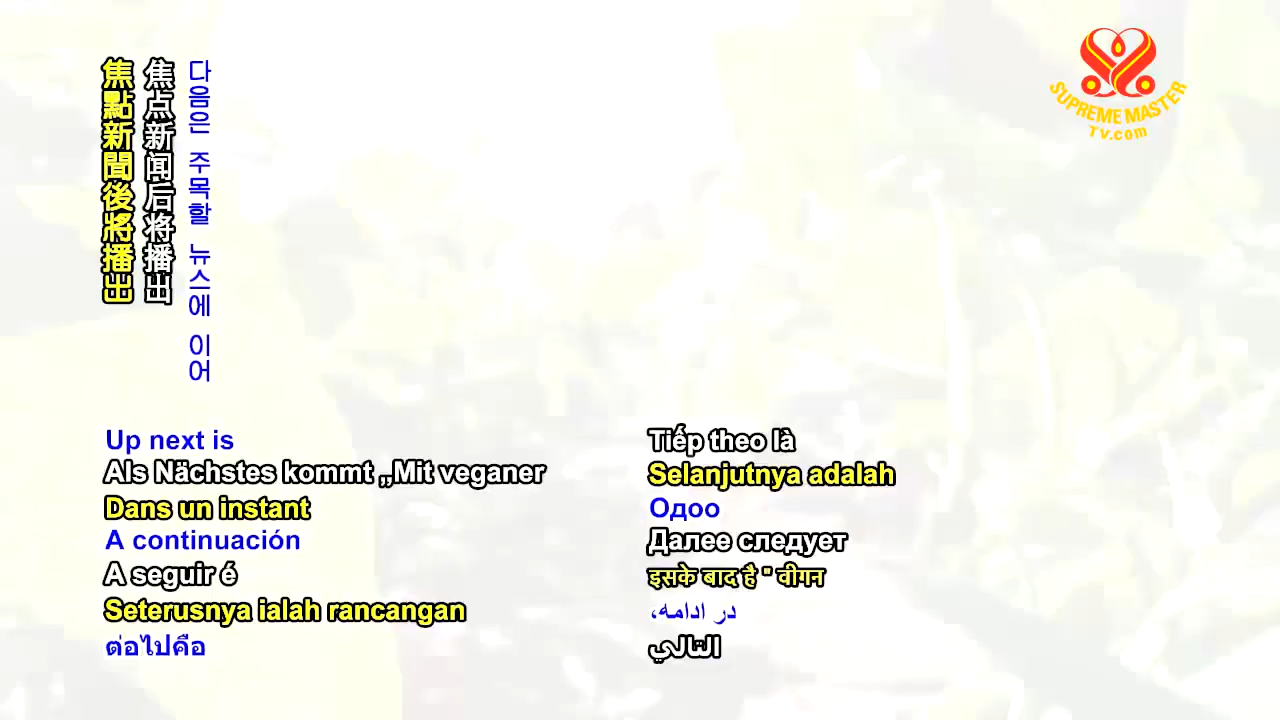 焦點新聞後將播出
焦点新闻后将播出
다음은 주목할 뉴스에 이어
SUPREME MASTER
TV.com
Up next is
Als Nächstes kommt „Mit veganer
Dans un instant
A continuación
A seguir é
Seterusnya ialah rancangan
ต่อไปคือ
Tiếp theo là
Selanjutnya adalah
Одоо
Далее следует
इसके बाद है " वीगन
در ادامه،
التالي